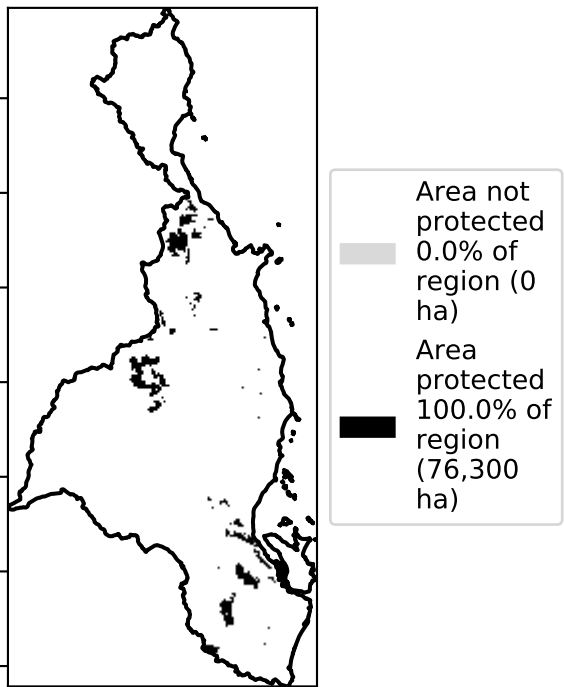 Area not
protected
0.0% of
region (0
ha)
Area
protected
100.0% of
region
(76,300
ha)